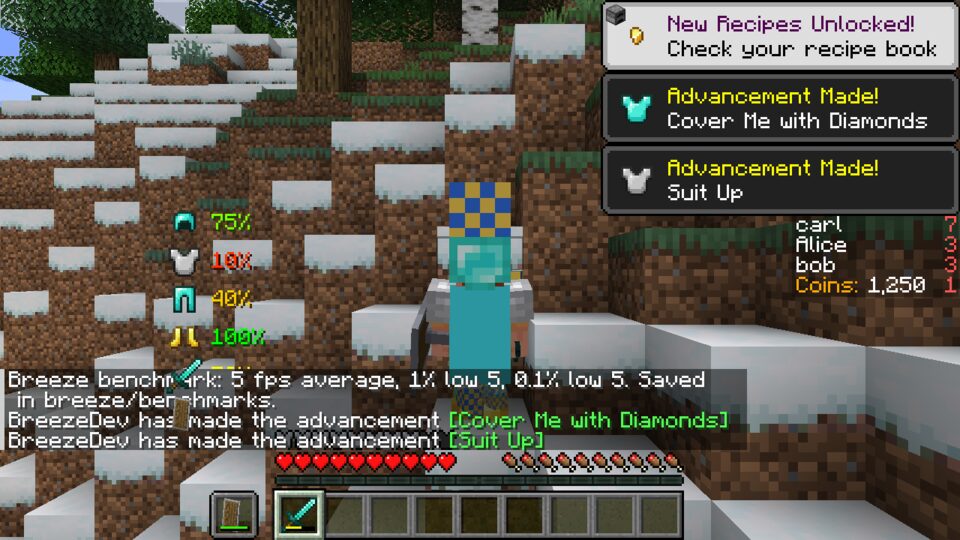 New Recipes Unlocked!
Check your recipe book
Advancement Made!
Cover Me with Diamonds
Advancement Made!
Suit Up
carl 7
Alice 3
bob 3
Coins: 1,250 1
75%
10%
40%
100%
Breeze benchmark: 5 fps average, 1% low 5, 0.1% low 5. Saved
in breeze/benchmarks.
BreezeDev has made the advancement [Cover Me with Diamonds]
BreezeDev has made the advancement [Suit Up]